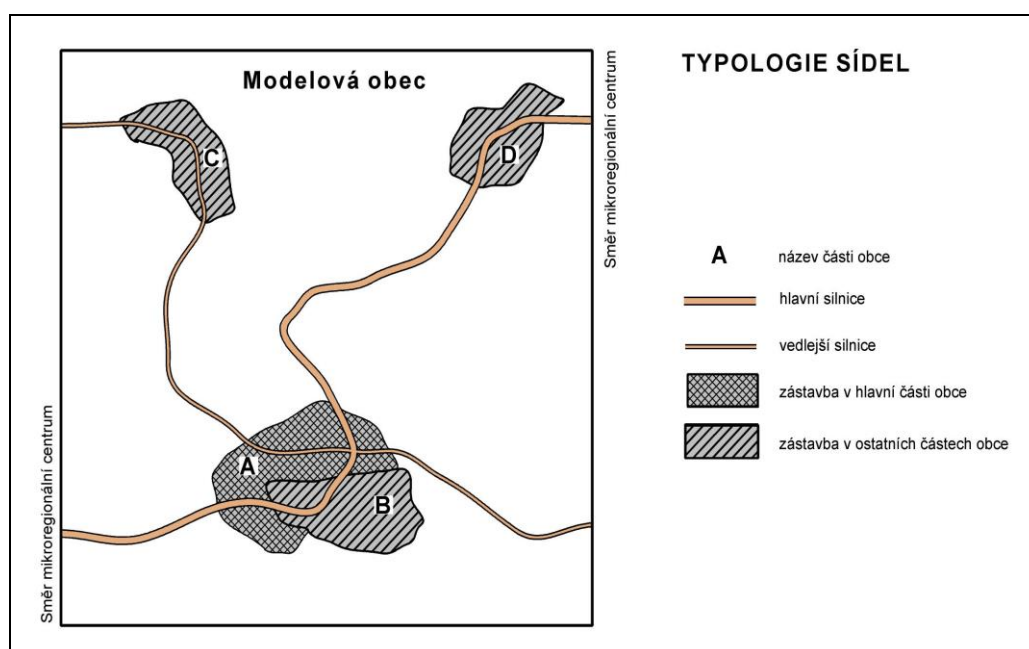 Modelová obec
C
D
A
B
Směr mikroregionální centrum
Směr mikroregionální centrum
TYPOLOGIE SÍDEL
A název části obce
hlavní silnice
vedlejší silnice
zástavba v hlavní části obce
zástavba v ostatních částech obce